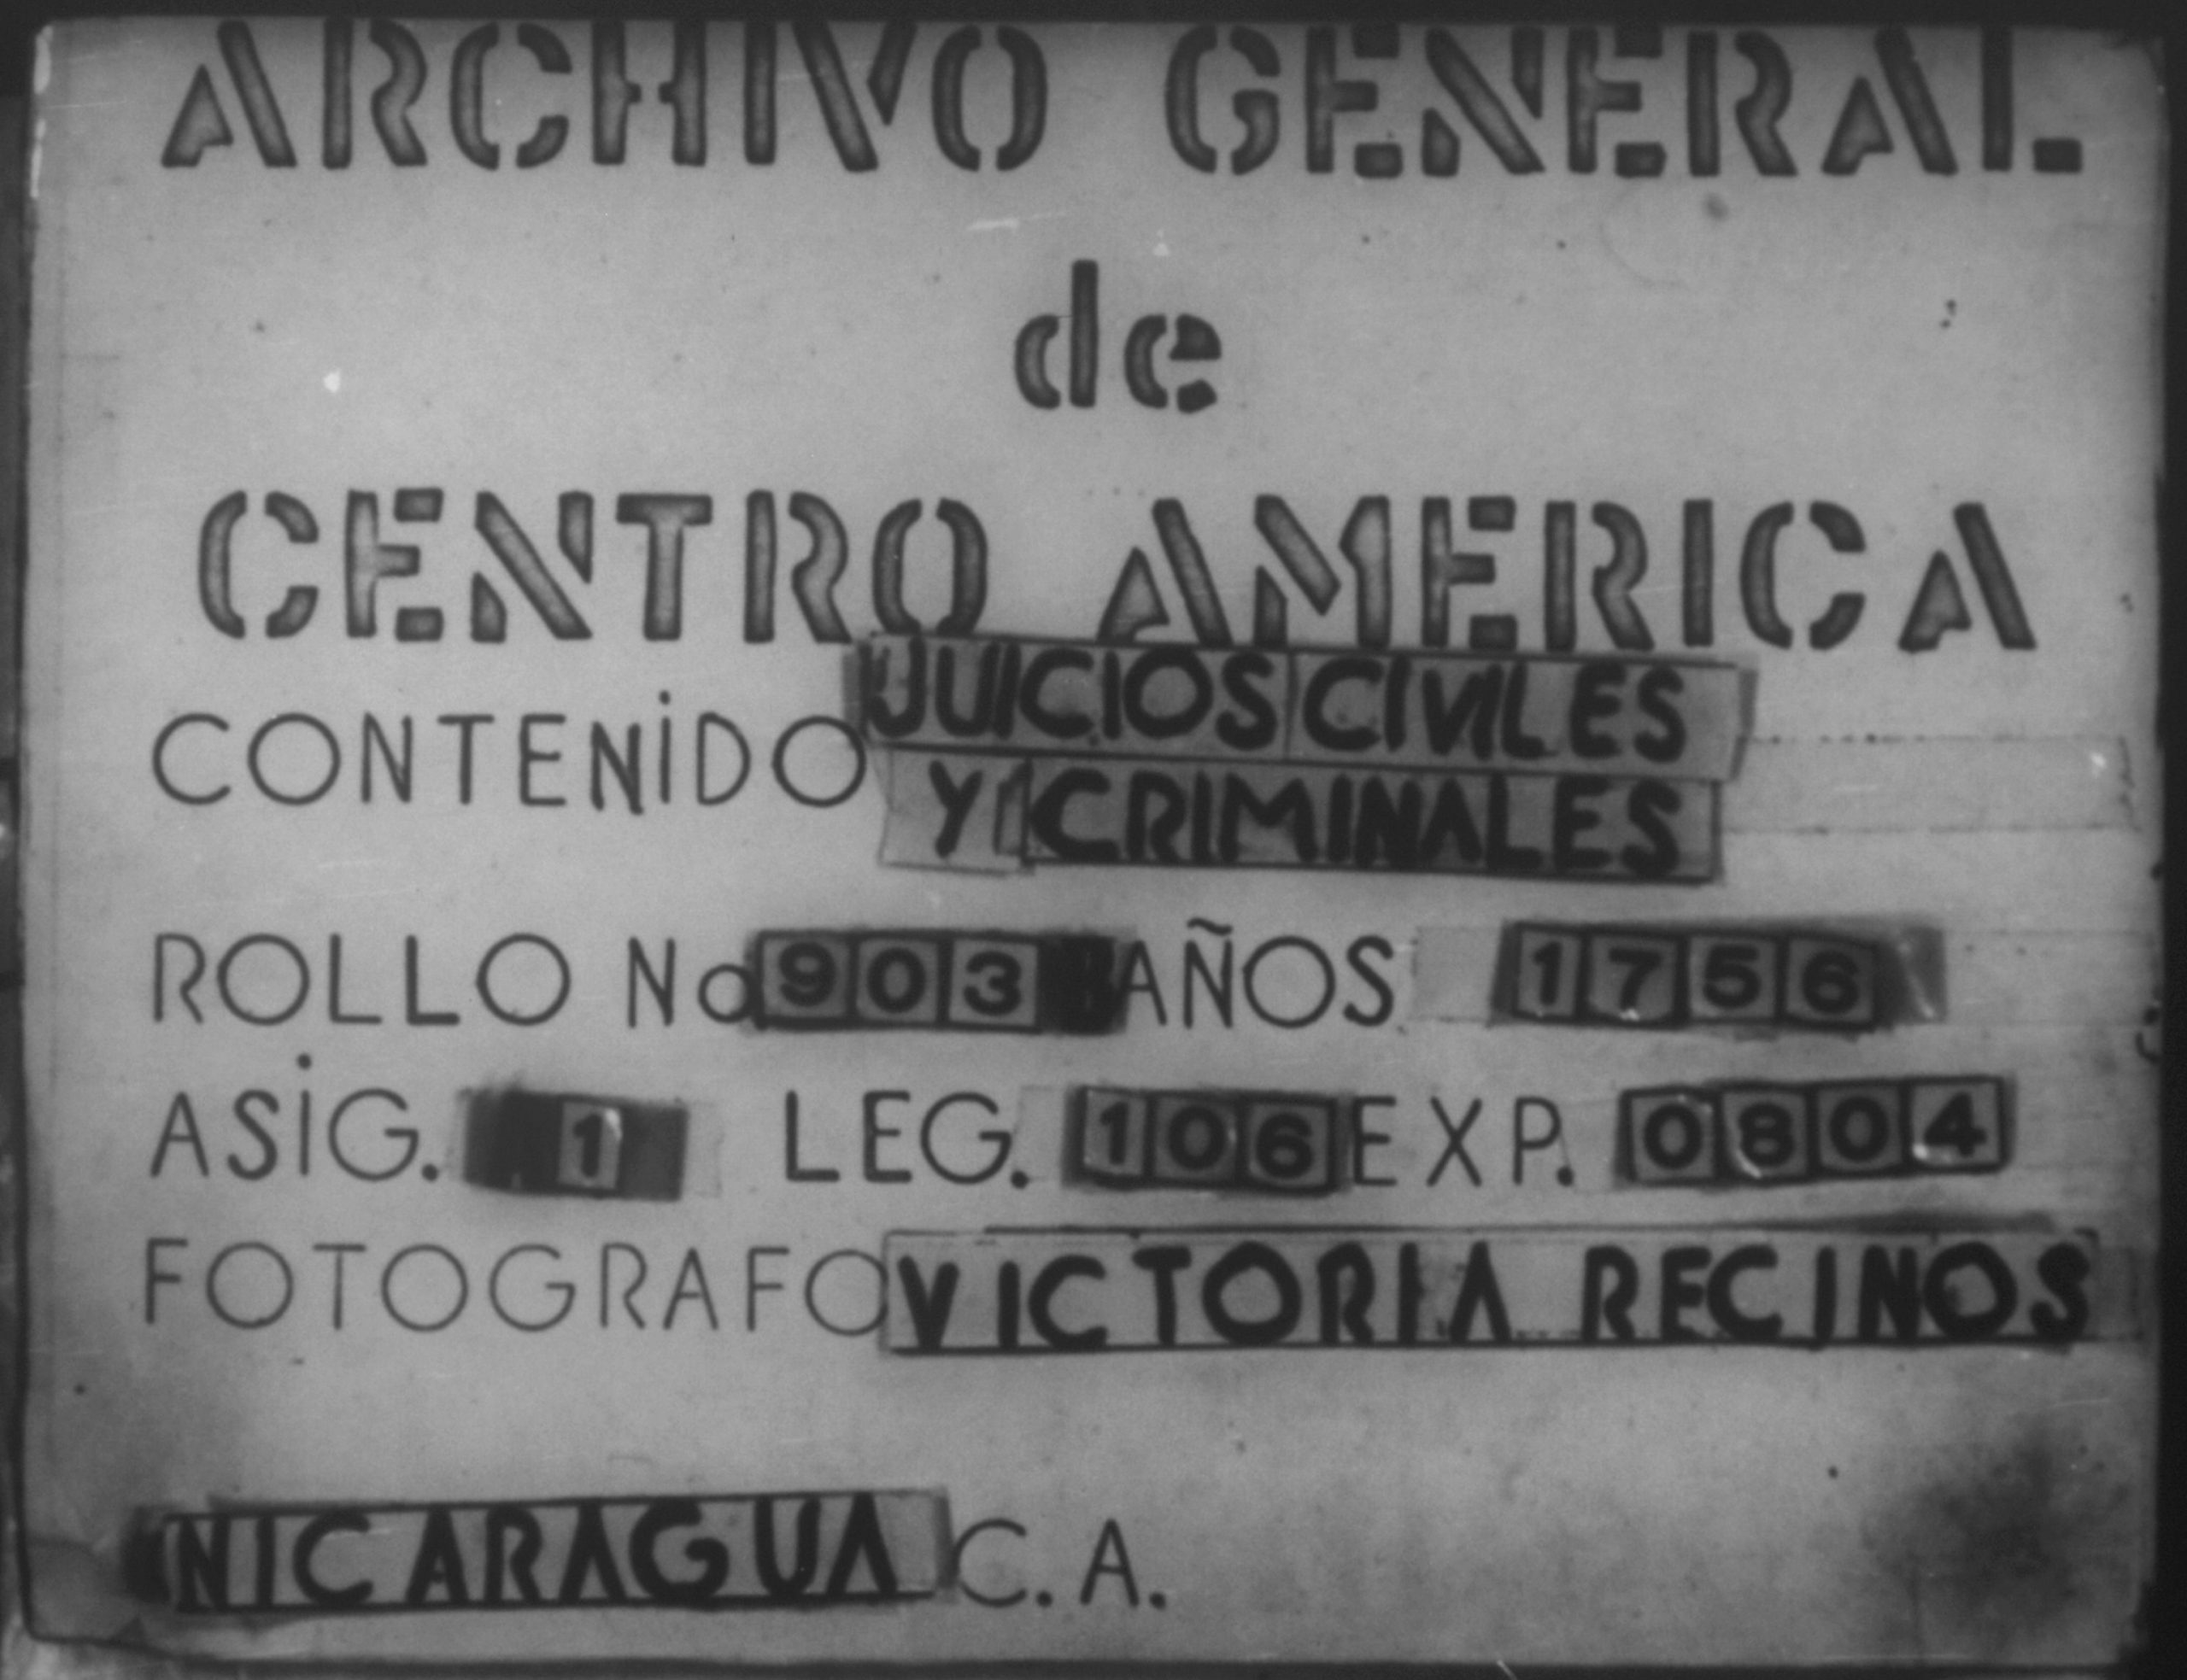 ARCHIVO GENERAL
de
CENTRO AMERICA
CONTENIDO JUICIOS CIVILES
Y CRIMINALES
ROLLO No 903 AÑOS 1756
ASIG. 1 LEG. 106 EXP. 0804
FOTOGRAFO VICTORIA RECINOS
NICARAGUA C.A.